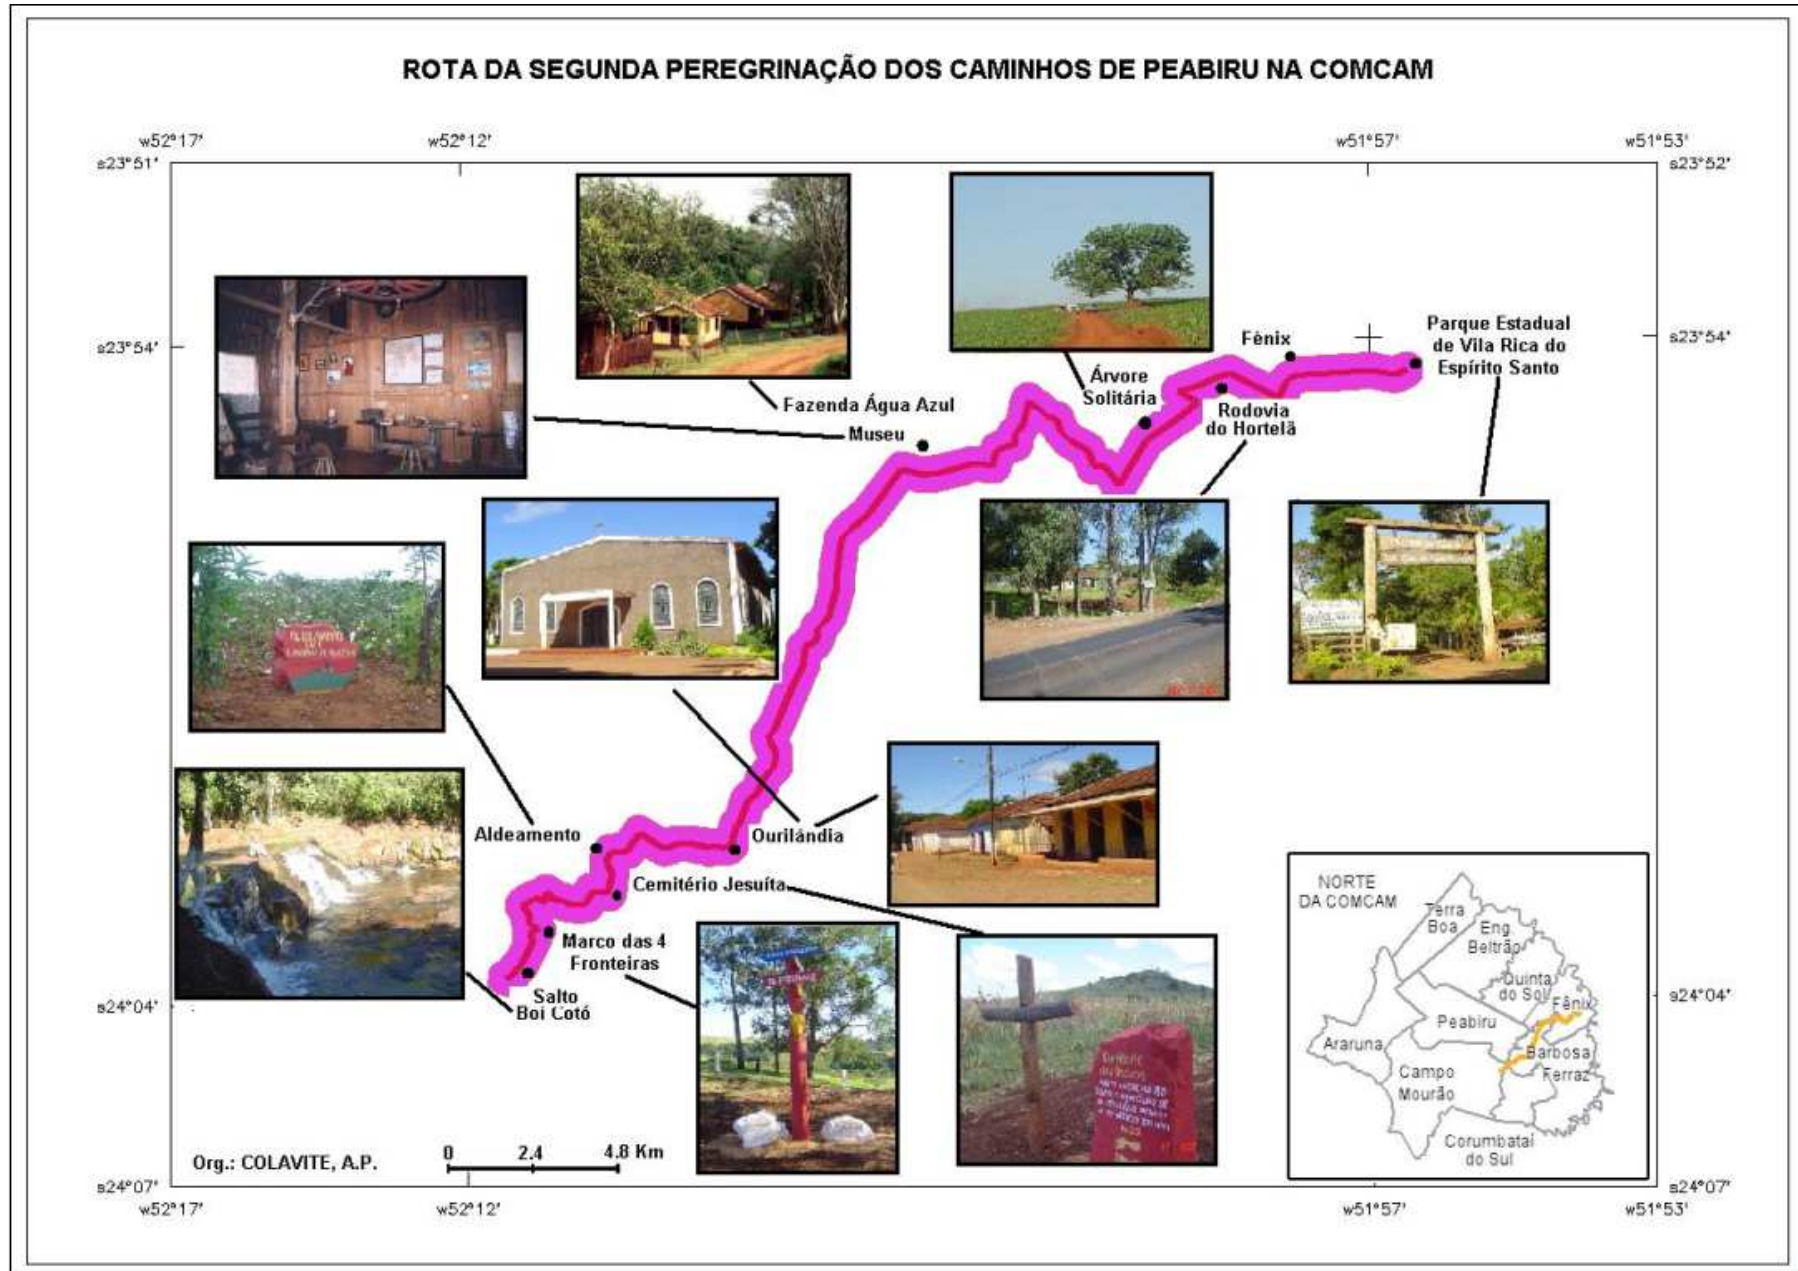 ROTA DA SEGUNDA PEREGRINAÇÃO DOS CAMINHOS DE PEABIRU NA COMCAM
w52°17'
w52°12'
w51°57'
w51°53'
s23°51'
s23°52'
s23°54'
s23°54'
Fênix
Parque Estadual
de Vila Rica do
Espírito Santo
Árvore
Solitária
Rodovia
do Hortelã
Fazenda Água Azul
Museu
Aldeamento
Ourilândia
Cemitério Jesuíta
Marco das 4
Fronteiras
Salto
Boi Cotó
NORTE
DA COMCAM
Terra
Boa
Eng.
Beltrão
Quinta
do Sol
Fênix
Peabiru
Araruna
Barbosa
Ferraz
Campo
Mourão
Corumbataí
do Sul
s24°04'
s24°04'
Org.: COLAVITE, A.P.
0 2.4 4.8 Km
s24°07'
s24°07'
w52°17'
w52°12'
w51°57'
w51°53'